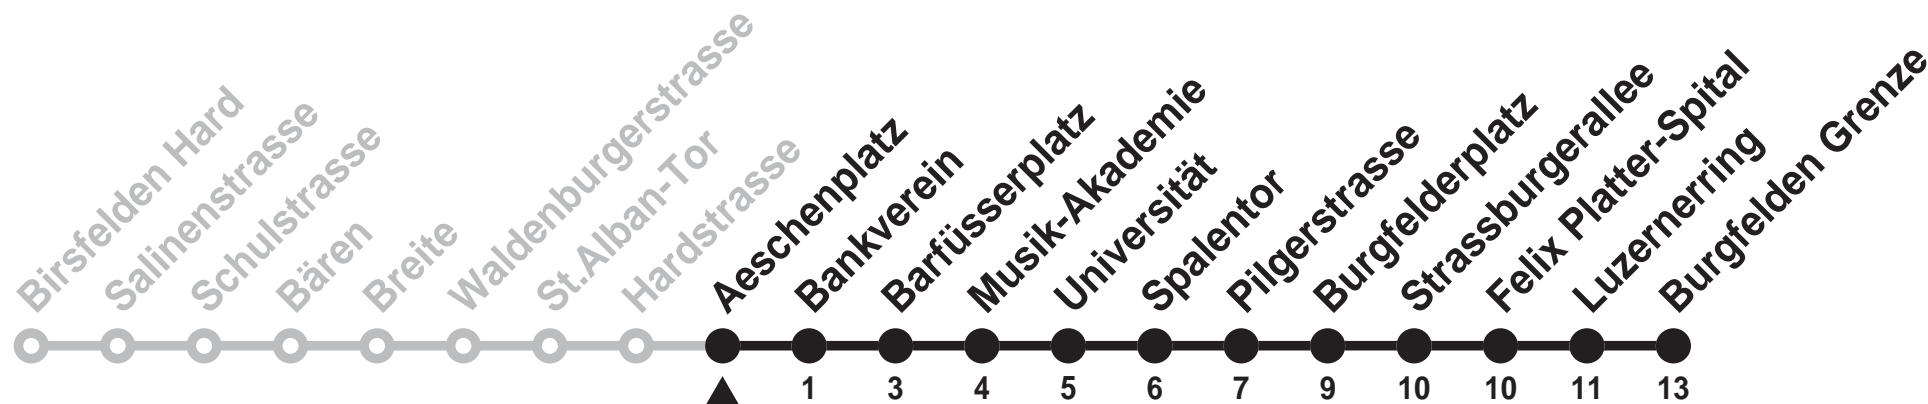 Birsfelden Hard
Salinenstrasse
Schulstrasse
Bären
Breite
Waldenburgerstrasse
St.Alban-Tor
Hardstrasse
Aeschenplatz
Bankverein
Barfüsserplatz
Musik-Akademie
Universität
Spalentor
Pilgerstrasse
Burgfelderplatz
Strassburgerallee
Felix Platter-Spital
Luzernerring
Burgfelden Grenze
1 3 4 5 6 7 9 10 10 11 13